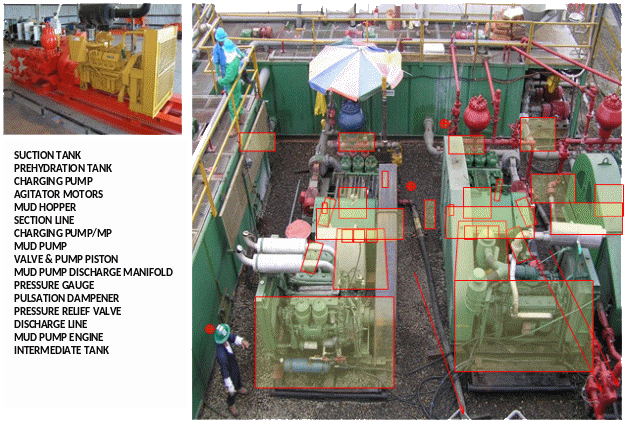 SUCTION TANK
PREHYDRATION TANK
CHARGING PUMP
AGITATOR MOTORS
MUD HOPPER
SECTION LINE
CHARGING PUMP/MP
MUD PUMP
VALVE & PUMP PISTON
MUD PUMP DISCHARGE MANIFOLD
PRESSURE GAUGE
PULSATION DAMPENER
PRESSURE RELIEF VALVE
DISCHARGE LINE
MUD PUMP ENGINE
INTERMEDIATE TANK